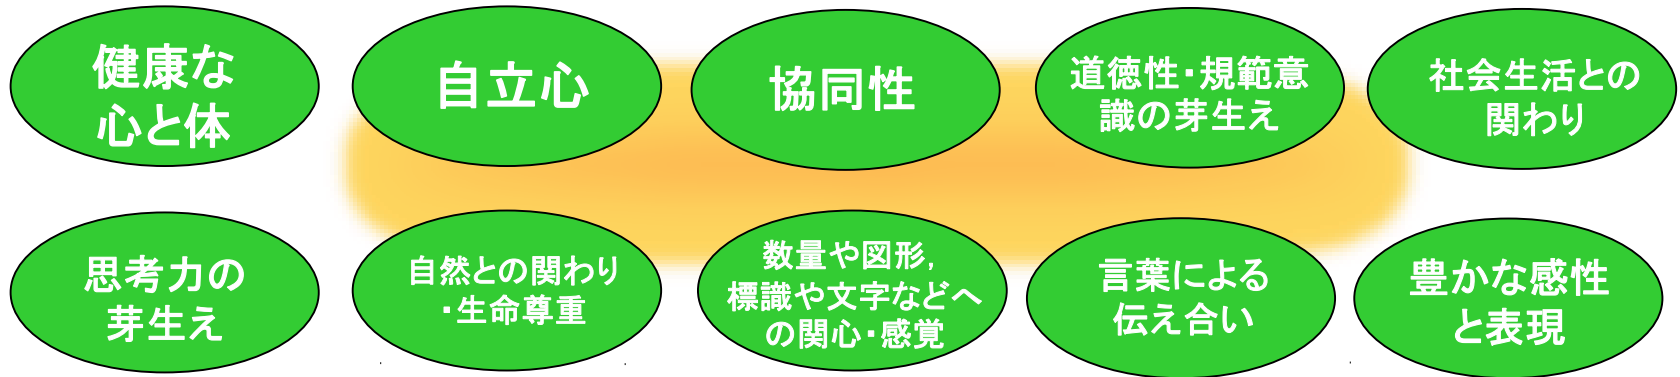 健康な
心と体
自立心
協同性
道徳性・規範意
識の芽生え
社会生活との
関わり
思考力の
芽生え
自然との関わり
・生命尊重
数量や図形，
標識や文字などへ
の関心・感覚
言葉による
伝え合い
豊かな感性
と表現